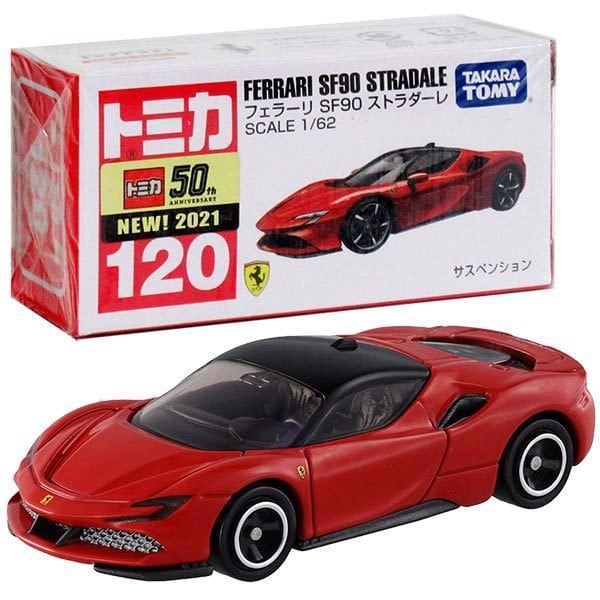 FERRARI SF90 STRADALE
フェラーリ SF90 ストラダーレ
SCALE 1/62
TAKARA
TOMY
トミカ
トミカ 50th
ANNIVERSARY
NEW! 2021
120
サスペンション